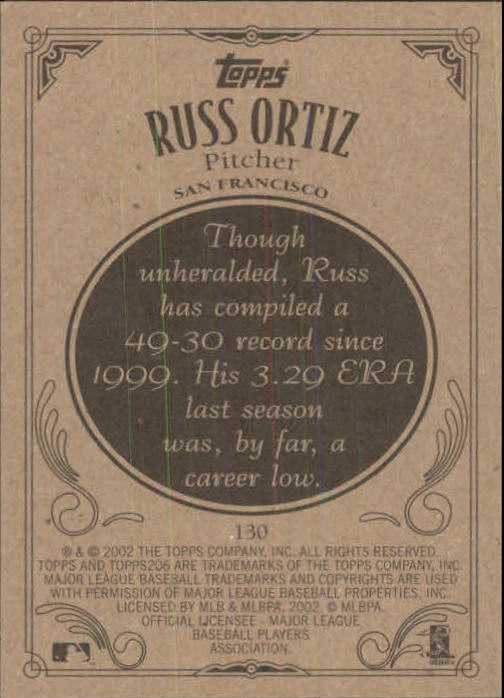 Topps
RUSS ORTIZ
Pitcher
SAN FRANCISCO
Though
unheralded, Russ
has compiled a
49-30 record since
1999. His 3.29 ERA
last season
was, by far, a
career low.
130
® & © 2002 THE TOPPS COMPANY, INC. ALL RIGHTS RESERVED.
TOPPS AND TOPPS206 ARE TRADEMARKS OF THE TOPPS COMPANY, INC.
MAJOR LEAGUE BASEBALL TRADEMARKS AND COPYRIGHTS ARE USED
WITH PERMISSION OF MAJOR LEAGUE BASEBALL PROPERTIES, INC.
LICENSED BY MLB & MLBPA, 2002. © MLBPA.
OFFICIAL LICENSEE - MAJOR LEAGUE
BASEBALL PLAYERS
ASSOCIATION.